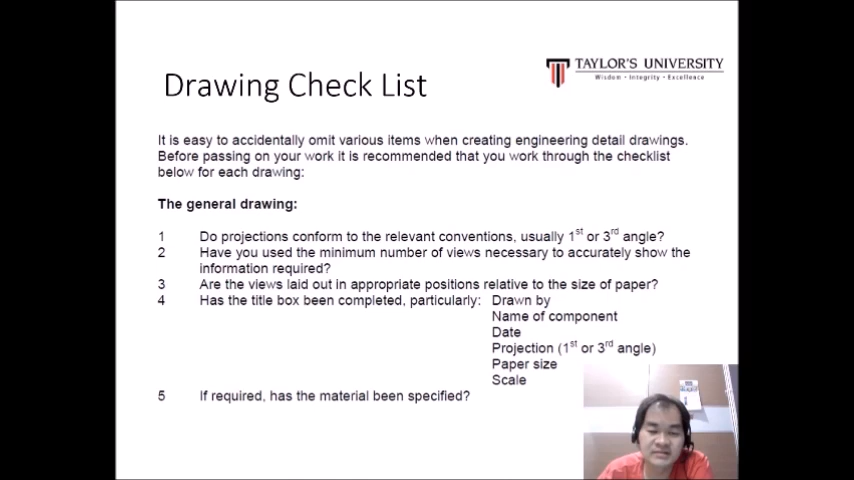 TAYLOR'S UNIVERSITY
Wisdom • Integrity • Excellence
Drawing Check List
It is easy to accidentally omit various items when creating engineering detail drawings.
Before passing on your work it is recommended that you work through the checklist
below for each drawing:
The general drawing:
1 Do projections conform to the relevant conventions, usually 1st or 3rd angle?
2 Have you used the minimum number of views necessary to accurately show the
information required?
3 Are the views laid out in appropriate positions relative to the size of paper?
4 Has the title box been completed, particularly: Drawn by
Name of component
Date
Projection (1st or 3rd angle)
Paper size
Scale
5 If required, has the material been specified?